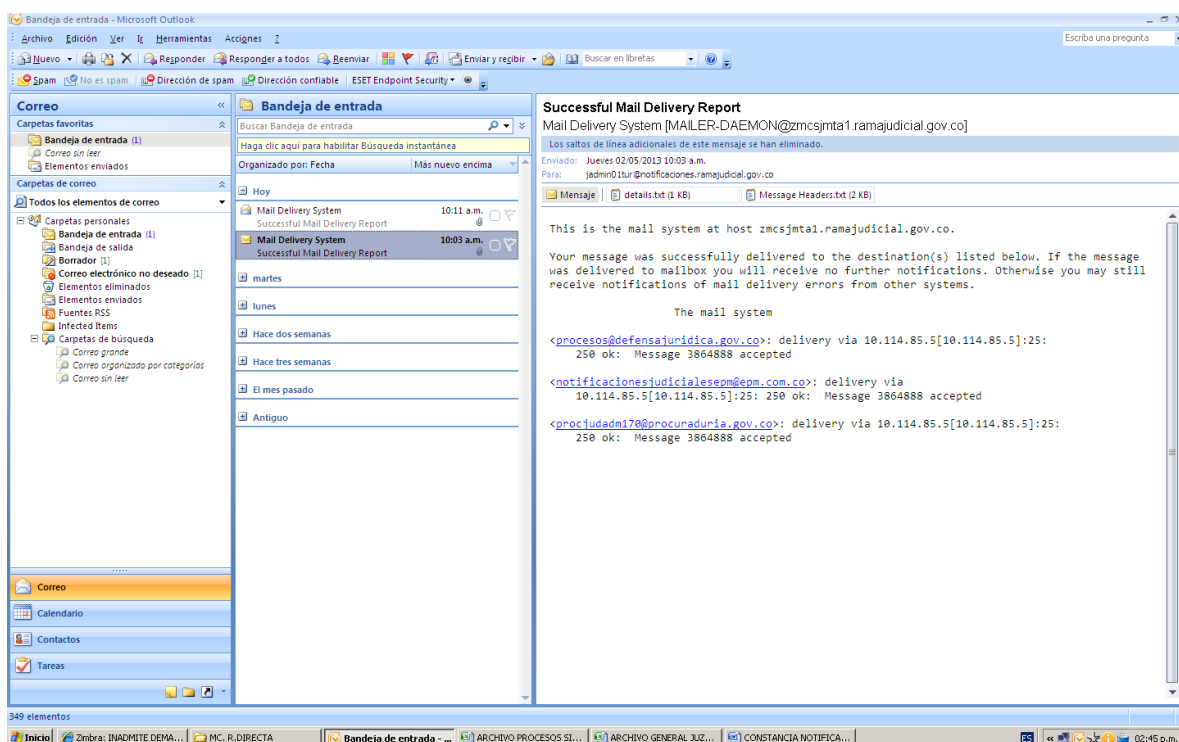 Bandeja de entrada - Microsoft Outlook
Archivo Edición Ver Ir Herramientas Acciones ?
Escriba una pregunta
Nuevo Responder Responder a todos Reenviar Enviar y recibir Buscar en libretas
Spam No es spam Dirección de spam Dirección confiable ESET Endpoint Security
Correo
Carpetas favoritas
Bandeja de entrada (1)
Correo sin leer
Elementos enviados
Carpetas de correo
Todos los elementos de correo
Carpetas personales
Bandeja de entrada (1)
Bandeja de salida
Borrador [1]
Correo electrónico no deseado [1]
Elementos eliminados
Elementos enviados
Fuentes RSS
Infected Items
Carpetas de búsqueda
Correo grande
Correo organizado por categorías
Correo sin leer
Correo
Calendario
Contactos
Tareas
Bandeja de entrada
Buscar Bandeja de entrada
Haga clic aquí para habilitar Búsqueda instantánea
Organizado por: Fecha Más nuevo encima
Hoy
Mail Delivery System 10:11 a.m.
Successful Mail Delivery Report
Mail Delivery System 10:03 a.m.
Successful Mail Delivery Report
martes
lunes
Hace dos semanas
Hace tres semanas
El mes pasado
Antiguo
Successful Mail Delivery Report
Mail Delivery System [MAILER-DAEMON@zmcsjmta1.ramajudicial.gov.co]
Los saltos de línea adicionales de este mensaje se han eliminado.
Enviado: Jueves 02/05/2013 10:03 a.m.
Para: jadmin01tur@notificaciones.ramajudicial.gov.co
Mensaje details.txt (1 KB) Message Headers.txt (2 KB)
This is the mail system at host zmcsjmta1.ramajudicial.gov.co.
Your message was successfully delivered to the destination(s) listed below. If the message
was delivered to mailbox you will receive no further notifications. Otherwise you may still
receive notifications of mail delivery errors from other systems.
The mail system
<procesos@defensajuridica.gov.co>: delivery via 10.114.85.5[10.114.85.5]:25:
250 ok: Message 3864888 accepted
<notificacionesjudicialesepm@epm.com.co>: delivery via
10.114.85.5[10.114.85.5]:25: 250 ok: Message 3864888 accepted
<procjudadm170@procuraduria.gov.co>: delivery via 10.114.85.5[10.114.85.5]:25:
250 ok: Message 3864888 accepted
349 elementos
Inicio Zimbra: INADMITE DEMA... MC. R.DIRECTA Bandeja de entrada - ... ARCHIVO PROCESOS SI... ARCHIVO GENERAL JUZ... CONSTANCIA NOTIFICA... ES 02:45 p.m.